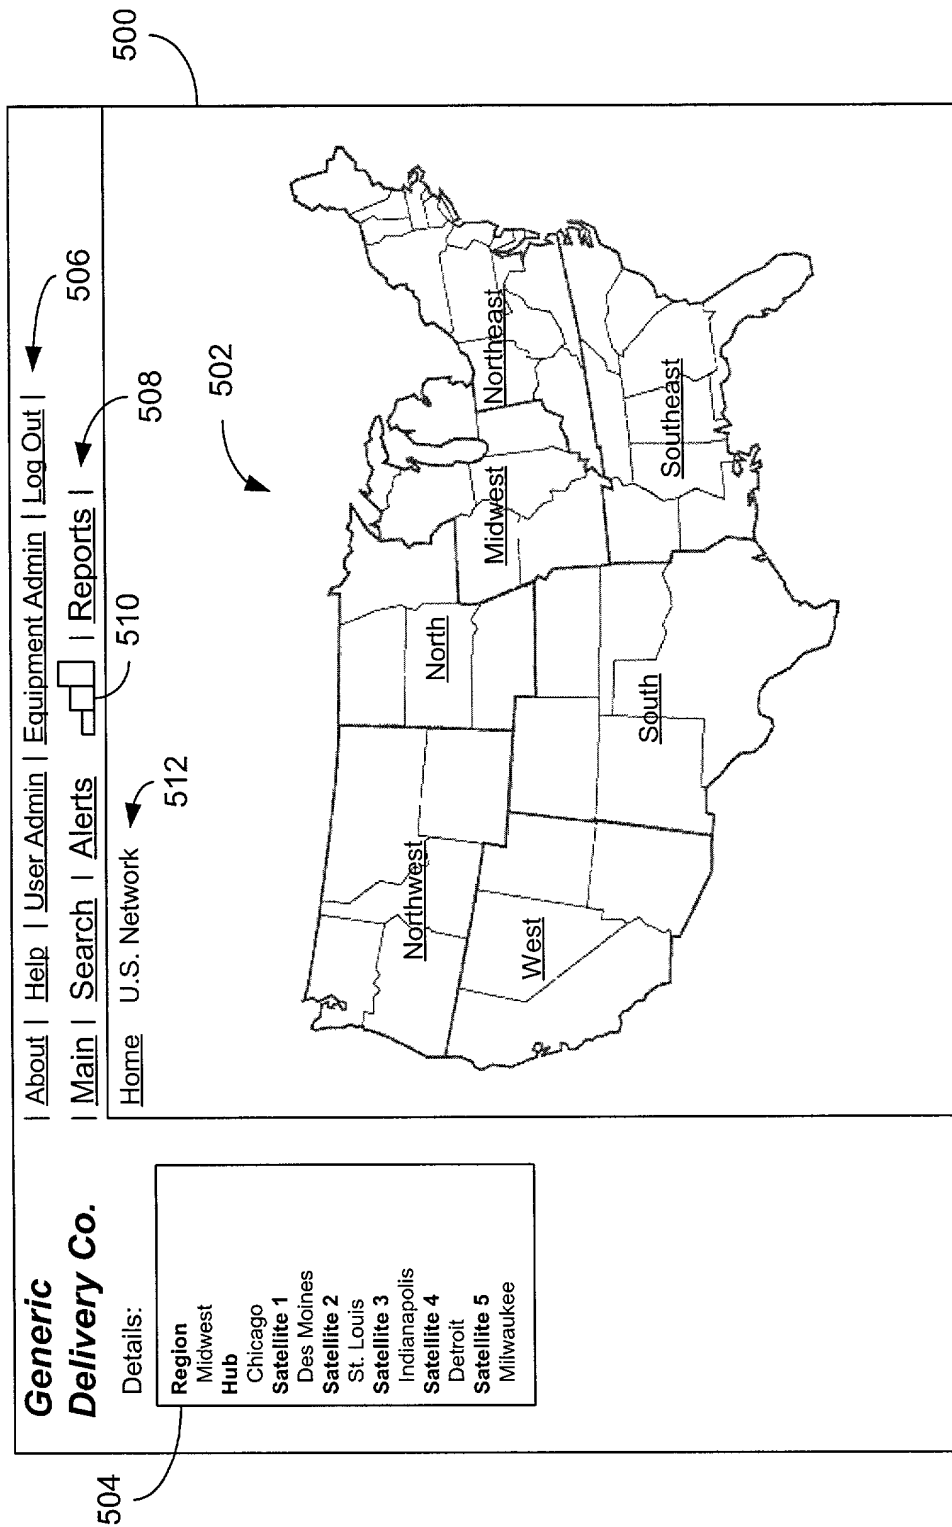 500
Generic
Delivery Co.
| About | Help | User Admin | Equipment Admin | Log Out |
506
| Main | Search | Alerts | Reports |
508
510
Home U.S. Network
512
Details:
504
Region
Midwest
Hub
Chicago
Satellite 1
Des Moines
Satellite 2
St. Louis
Satellite 3
Indianapolis
Satellite 4
Detroit
Satellite 5
Milwaukee
502
Northwest
North
Midwest
Northeast
West
South
Southeast